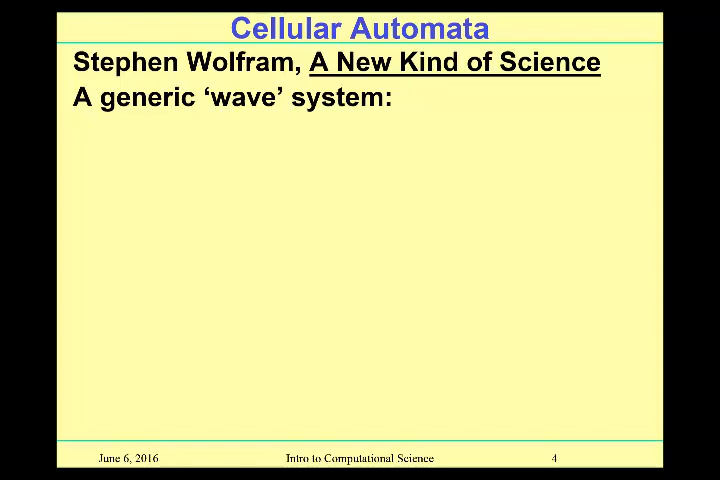 Cellular Automata
Stephen Wolfram, A New Kind of Science
A generic ‘wave’ system:
June 6, 2016 Intro to Computational Science 4